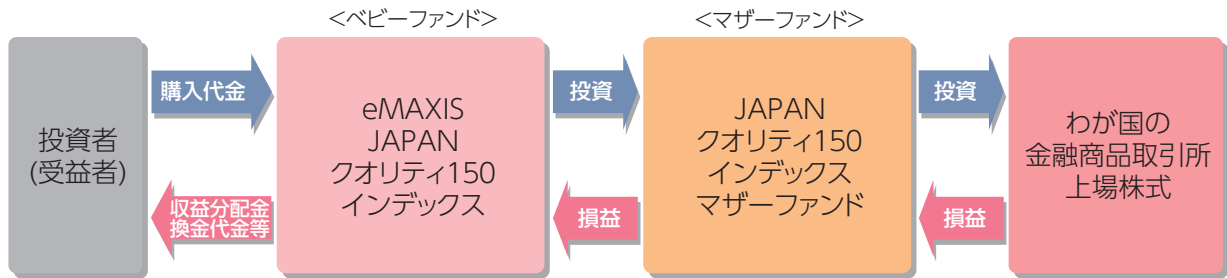 <ベビーファンド>
<マザーファンド>
投資者
(受益者)
購入代金
収益分配金
換金代金等
eMAXIS
JAPAN
クオリティ150
インデックス
投資
損益
JAPAN
クオリティ150
インデックス
マザーファンド
投資
損益
わが国の
金融商品取引所
上場株式